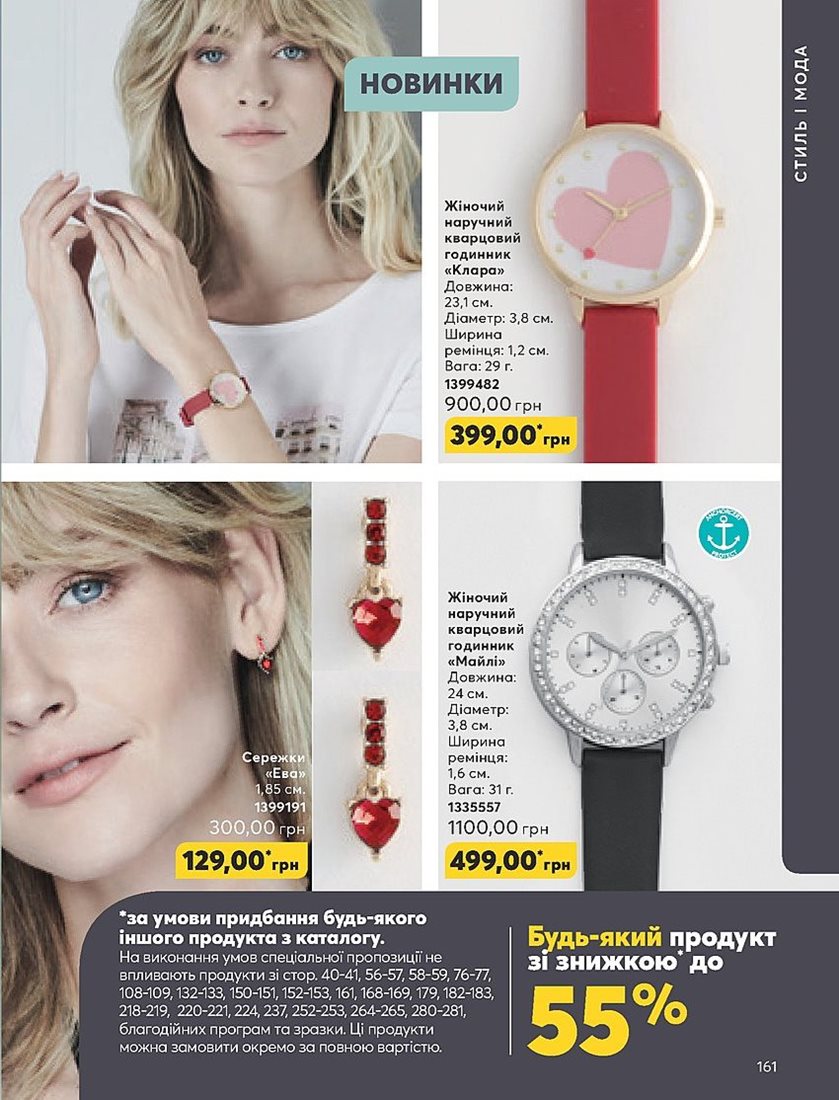 НОВИНКИ
СТИЛЬ І МОДА
Жіночий
наручний
кварцовий
годинник
«Клара»
Довжина:
23,1 см.
Діаметр: 3,8 см.
Ширина
ремінця: 1,2 см.
Вага: 29 г.
1399482
900,00 грн
399,00* грн
Сережки
«Ева»
1,85 см.
1399191
300,00 грн
129,00* грн
ANCHORCERT
PROTECT
Жіночий
наручний
кварцовий
годинник
«Майлі»
Довжина:
24 см.
Діаметр:
3,8 см.
Ширина
ремінця:
1,6 см.
Вага: 31 г.
1335557
1100,00 грн
499,00* грн
*за умови придбання будь-якого
іншого продукта з каталогу.
На виконання умов спеціальної пропозиції не
впливають продукти зі стор. 40-41, 56-57, 58-59, 76-77,
108-109, 132-133, 150-151, 152-153, 161, 168-169, 179, 182-183,
218-219, 220-221, 224, 237, 252-253, 264-265, 280-281,
благодійних програм та зразки. Ці продукти
можна замовити окремо за повною вартістю.
Будь-який продукт
зі знижкою* до
55%
161